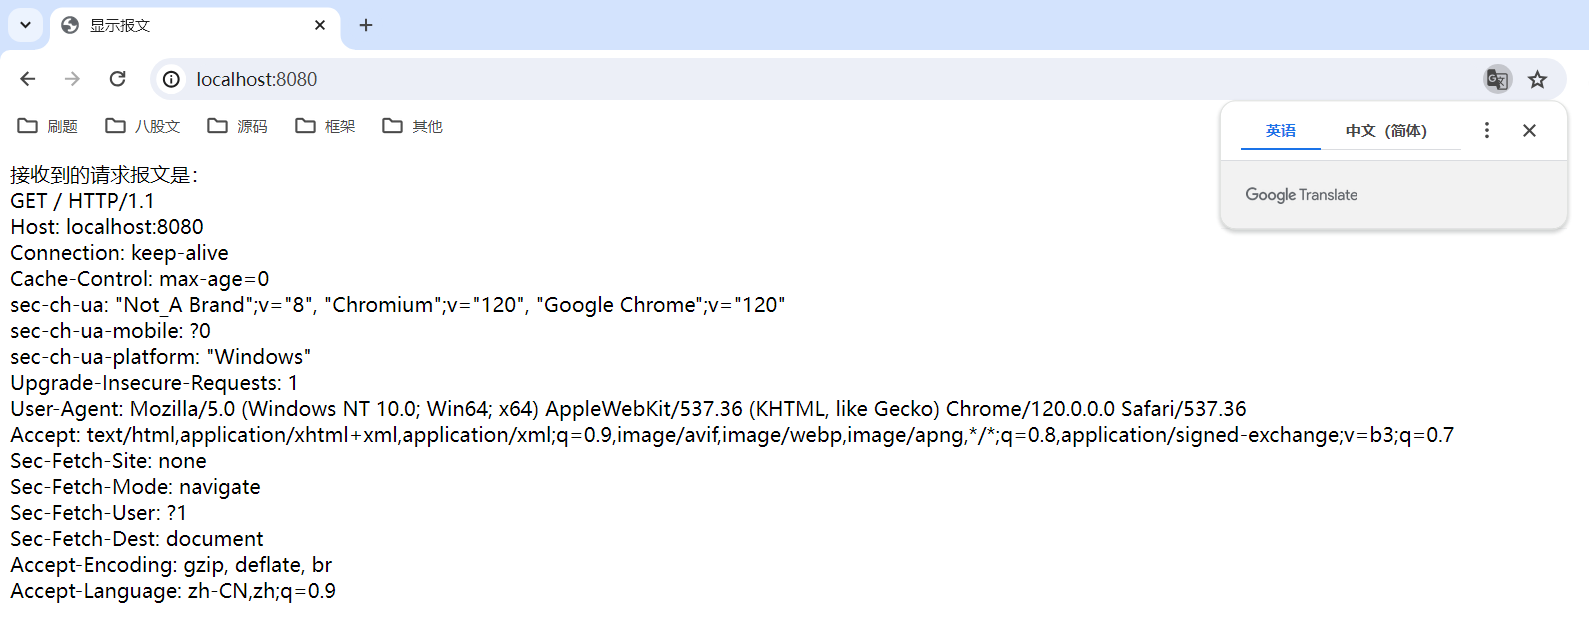 显示报文
localhost:8080
刷题 八股文 源码 框架 其他
英语 中文（简体）
Google Translate
接收到的请求报文是：
GET / HTTP/1.1
Host: localhost:8080
Connection: keep-alive
Cache-Control: max-age=0
sec-ch-ua: "Not_A Brand";v="8", "Chromium";v="120", "Google Chrome";v="120"
sec-ch-ua-mobile: ?0
sec-ch-ua-platform: "Windows"
Upgrade-Insecure-Requests: 1
User-Agent: Mozilla/5.0 (Windows NT 10.0; Win64; x64) AppleWebKit/537.36 (KHTML, like Gecko) Chrome/120.0.0.0 Safari/537.36
Accept: text/html,application/xhtml+xml,application/xml;q=0.9,image/avif,image/webp,image/apng,*/*;q=0.8,application/signed-exchange;v=b3;q=0.7
Sec-Fetch-Site: none
Sec-Fetch-Mode: navigate
Sec-Fetch-User: ?1
Sec-Fetch-Dest: document
Accept-Encoding: gzip, deflate, br
Accept-Language: zh-CN,zh;q=0.9